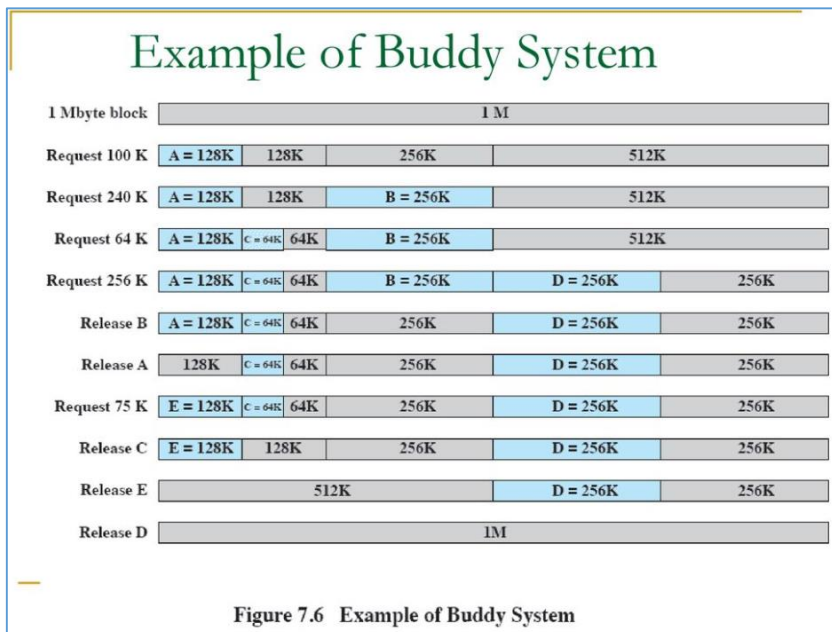 Example of Buddy System
1 Mbyte block 1 M
Request 100 K A = 128K 128K 256K 512K
Request 240 K A = 128K 128K B = 256K 512K
Request 64 K A = 128K C = 64K 64K B = 256K 512K
Request 256 K A = 128K C = 64K 64K B = 256K D = 256K 256K
Release B A = 128K C = 64K 64K 256K D = 256K 256K
Release A 128K C = 64K 64K 256K D = 256K 256K
Request 75 K E = 128K C = 64K 64K 256K D = 256K 256K
Release C E = 128K 128K 256K D = 256K 256K
Release E 512K D = 256K 256K
Release D 1M
Figure 7.6 Example of Buddy System